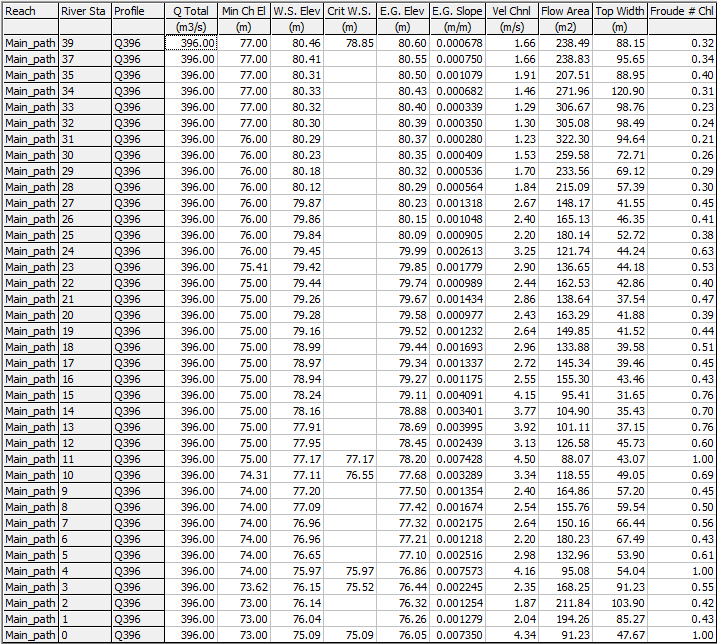 Reach River Sta Profile Q Total Min Ch El W.S. Elev Crit W.S. E.G. Elev E.G. Slope Vel Chnl Flow Area Top Width Froude # Chl
(m3/s) (m) (m) (m) (m) (m/m) (m/s) (m2) (m)
Main_path 39 Q396 396.00 77.00 80.46 78.85 80.60 0.000678 1.66 238.49 88.15 0.32
Main_path 37 Q396 396.00 77.00 80.41 80.55 0.000750 1.66 238.83 95.65 0.34
Main_path 35 Q396 396.00 77.00 80.31 80.50 0.001079 1.91 207.51 88.95 0.40
Main_path 34 Q396 396.00 77.00 80.33 80.43 0.000682 1.46 271.96 120.90 0.31
Main_path 33 Q396 396.00 77.00 80.32 80.40 0.000339 1.29 306.67 98.76 0.23
Main_path 32 Q396 396.00 77.00 80.30 80.39 0.000350 1.30 305.08 98.49 0.24
Main_path 31 Q396 396.00 76.00 80.29 80.37 0.000280 1.23 322.30 94.64 0.21
Main_path 30 Q396 396.00 76.00 80.23 80.35 0.000409 1.53 259.58 72.71 0.26
Main_path 29 Q396 396.00 76.00 80.18 80.32 0.000536 1.70 233.56 69.12 0.29
Main_path 28 Q396 396.00 76.00 80.12 80.29 0.000564 1.84 215.09 57.39 0.30
Main_path 27 Q396 396.00 76.00 79.87 80.23 0.001318 2.67 148.17 41.55 0.45
Main_path 26 Q396 396.00 76.00 79.86 80.15 0.001048 2.40 165.13 46.35 0.41
Main_path 25 Q396 396.00 76.00 79.84 80.09 0.000905 2.20 180.14 52.72 0.38
Main_path 24 Q396 396.00 76.00 79.45 79.99 0.002613 3.25 121.74 44.24 0.63
Main_path 23 Q396 396.00 75.41 79.42 79.85 0.001779 2.90 136.65 44.18 0.53
Main_path 22 Q396 396.00 75.00 79.44 79.74 0.000989 2.44 162.53 42.86 0.40
Main_path 21 Q396 396.00 75.00 79.26 79.67 0.001434 2.86 138.64 37.54 0.47
Main_path 20 Q396 396.00 75.00 79.28 79.58 0.000977 2.43 163.29 41.88 0.39
Main_path 19 Q396 396.00 75.00 79.16 79.52 0.001232 2.64 149.85 41.52 0.44
Main_path 18 Q396 396.00 75.00 78.99 79.44 0.001693 2.96 133.88 39.58 0.51
Main_path 17 Q396 396.00 75.00 78.97 79.34 0.001337 2.72 145.34 39.46 0.45
Main_path 16 Q396 396.00 75.00 78.94 79.27 0.001175 2.55 155.30 43.46 0.43
Main_path 15 Q396 396.00 75.00 78.24 79.11 0.004091 4.15 95.41 31.65 0.76
Main_path 14 Q396 396.00 75.00 78.16 78.88 0.003401 3.77 104.90 35.43 0.70
Main_path 13 Q396 396.00 75.00 77.91 78.69 0.003995 3.92 101.11 37.15 0.76
Main_path 12 Q396 396.00 75.00 77.95 78.45 0.002439 3.13 126.58 45.73 0.60
Main_path 11 Q396 396.00 75.00 77.17 77.17 78.20 0.007428 4.50 88.07 43.07 1.00
Main_path 10 Q396 396.00 74.31 77.11 76.55 77.68 0.003289 3.34 118.55 49.05 0.69
Main_path 9 Q396 396.00 74.00 77.20 77.50 0.001354 2.40 164.86 57.20 0.45
Main_path 8 Q396 396.00 74.00 77.09 77.42 0.001674 2.54 155.76 59.54 0.50
Main_path 7 Q396 396.00 74.00 76.96 77.32 0.002175 2.64 150.16 66.44 0.56
Main_path 6 Q396 396.00 74.00 76.96 77.21 0.001218 2.20 180.23 67.49 0.43
Main_path 5 Q396 396.00 74.00 76.65 77.10 0.002516 2.98 132.96 53.90 0.61
Main_path 4 Q396 396.00 74.00 75.97 75.97 76.86 0.007573 4.16 95.08 54.04 1.00
Main_path 3 Q396 396.00 73.62 76.15 75.52 76.44 0.002245 2.35 168.25 91.23 0.55
Main_path 2 Q396 396.00 73.00 76.14 76.32 0.001254 1.87 211.84 103.90 0.42
Main_path 1 Q396 396.00 73.00 76.04 76.26 0.001279 2.04 194.26 85.27 0.43
Main_path 0 Q396 396.00 73.00 75.09 75.09 76.05 0.007350 4.34 91.23 47.67 1.00